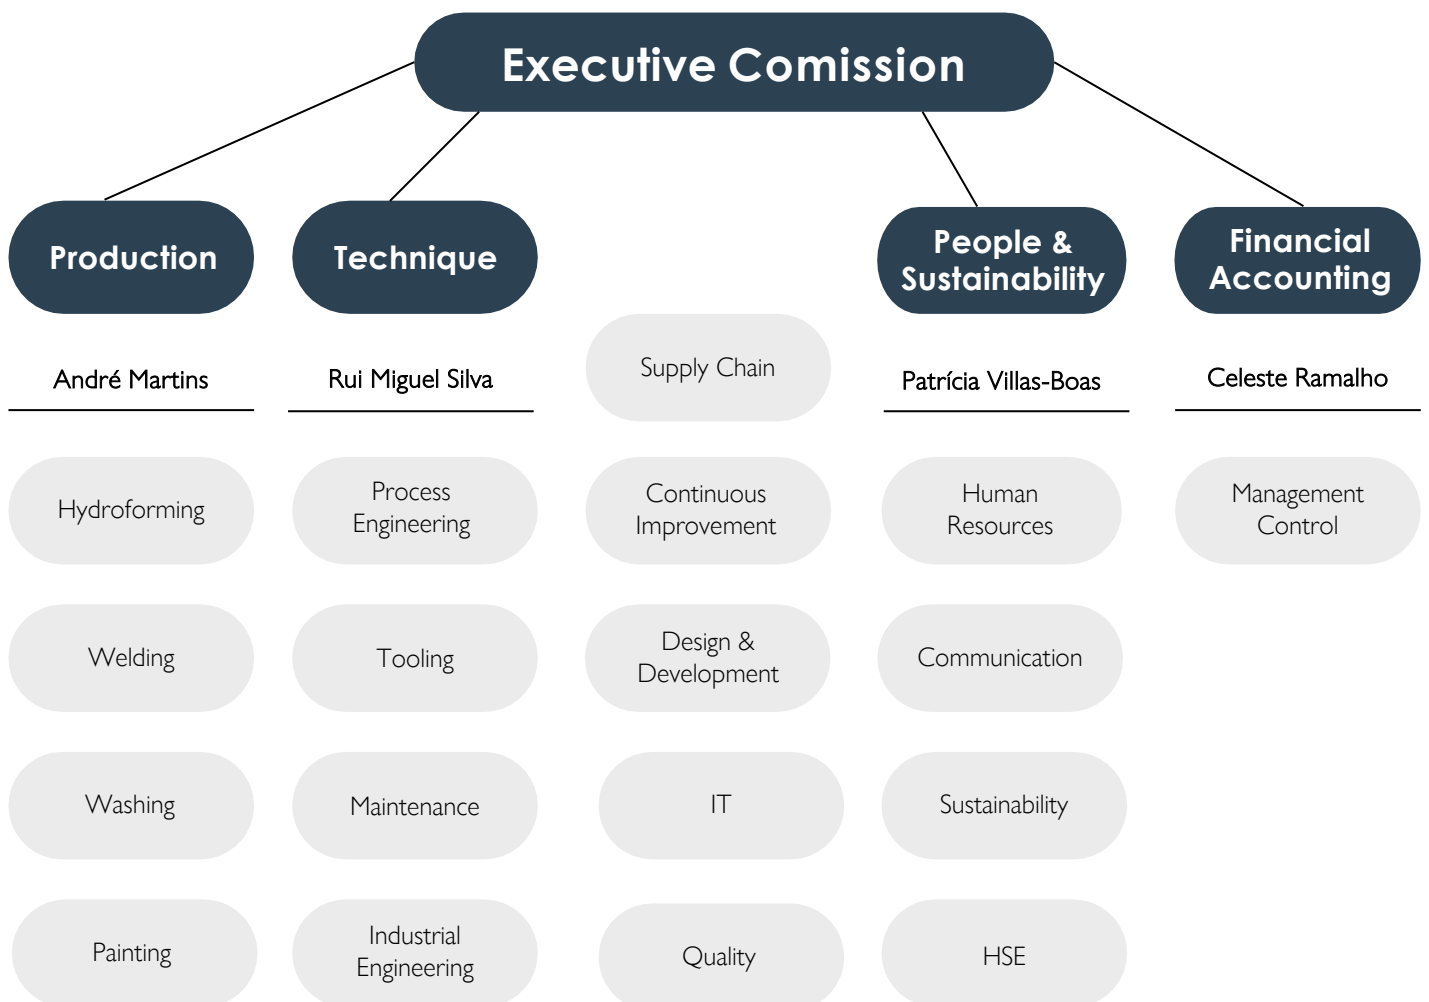 Executive Comission
Production
Technique
People &
Sustainability
Financial
Accounting
André Martins
Rui Miguel Silva
Supply Chain
Patrícia Villas-Boas
Celeste Ramalho
Hydroforming
Process
Engineering
Continuous
Improvement
Human
Resources
Management
Control
Welding
Tooling
Design &
Development
Communication
Washing
Maintenance
IT
Sustainability
Painting
Industrial
Engineering
Quality
HSE